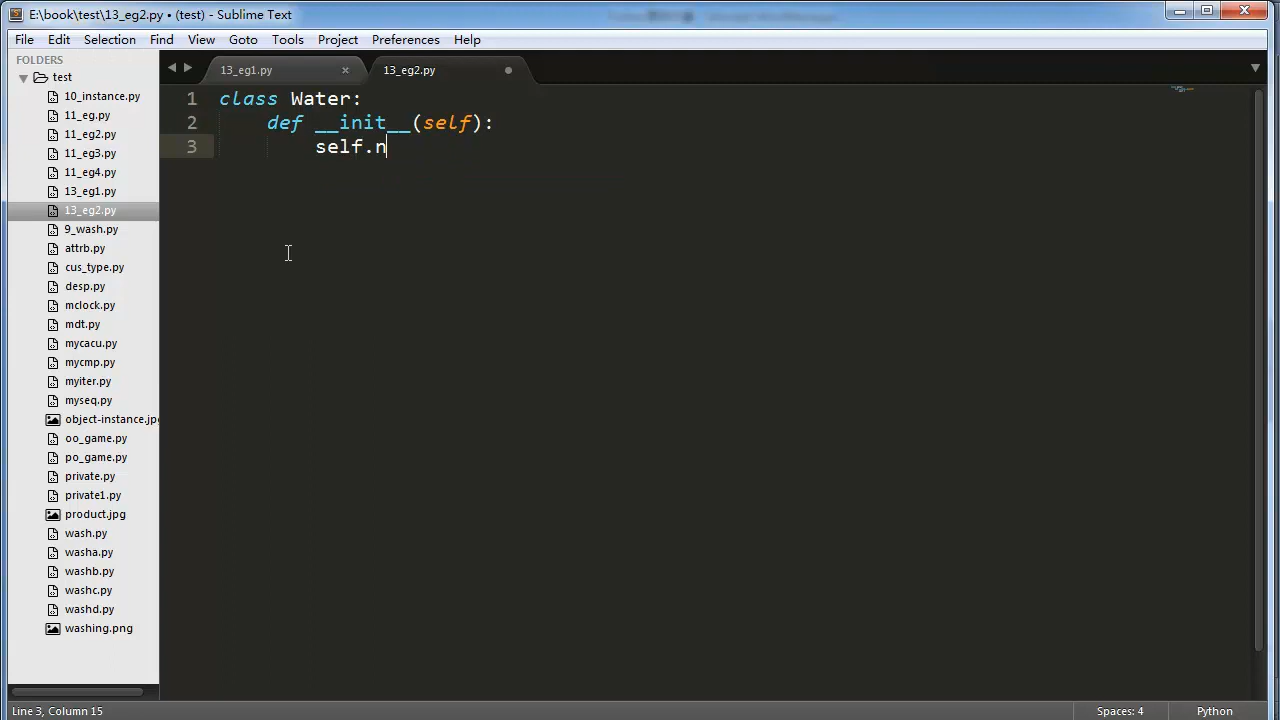 E:\book\test\13_eg2.py • (test) - Sublime Text
File Edit Selection Find View Goto Tools Project Preferences Help
FOLDERS
test
10_instance.py
11_eg.py
11_eg2.py
11_eg3.py
11_eg4.py
13_eg1.py
13_eg2.py
9_wash.py
attrb.py
cus_type.py
desp.py
mclock.py
mdt.py
mycacu.py
mycmp.py
myiter.py
myseq.py
object-instance.jp
oo_game.py
po_game.py
private.py
private1.py
product.jpg
wash.py
washa.py
washb.py
washc.py
washd.py
washing.png
13_eg1.py × 13_eg2.py
1 class Water:
2 def __init__(self):
3 self.n
Line 3, Column 15
Spaces: 4
Python